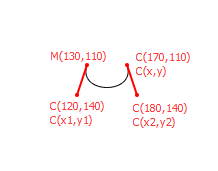 M(130,110)
C(170,110)
C(x,y)
C(120,140)
C(x1,y1)
C(180,140)
C(x2,y2)